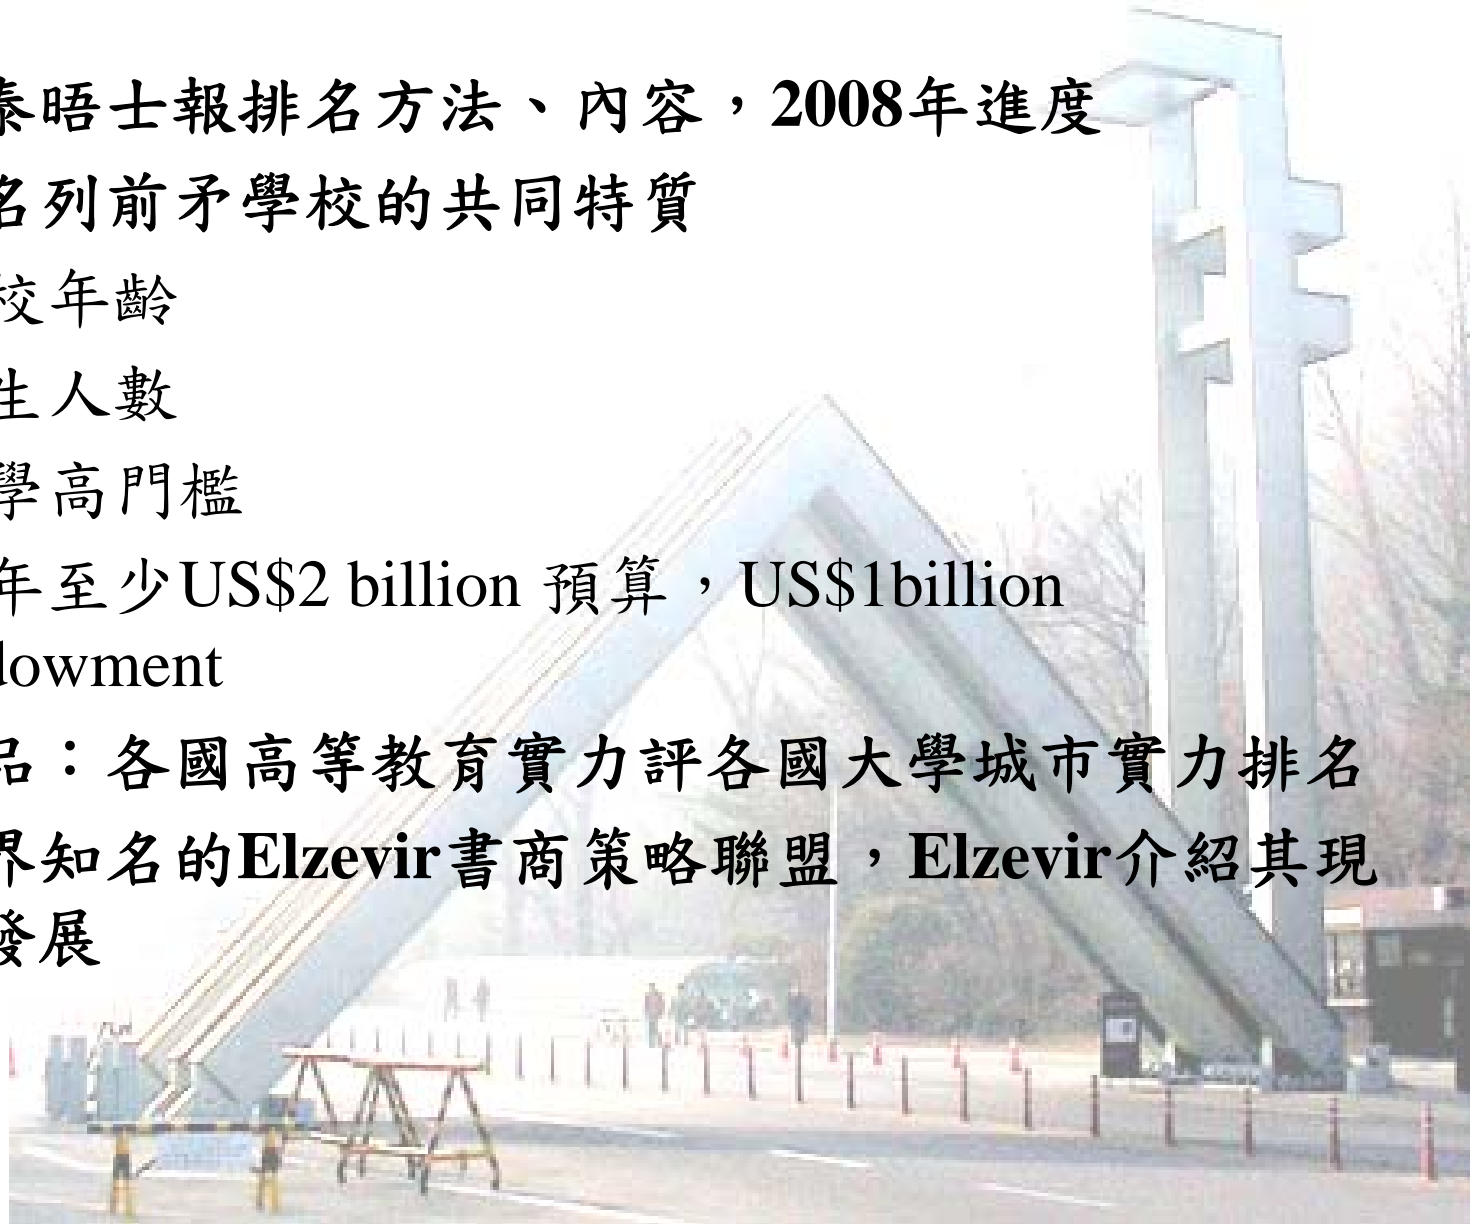 泰晤士報排名方法、內容，2008年進度
名列前矛學校的共同特質
校年齡
生人數
學高門檻
年至少US$2 billion 預算，US$1billion
dowment
品：各國高等教育實力評各國大學城市實力排名
界知名的Elzevir書商策略聯盟，Elzevir介紹其現
發展